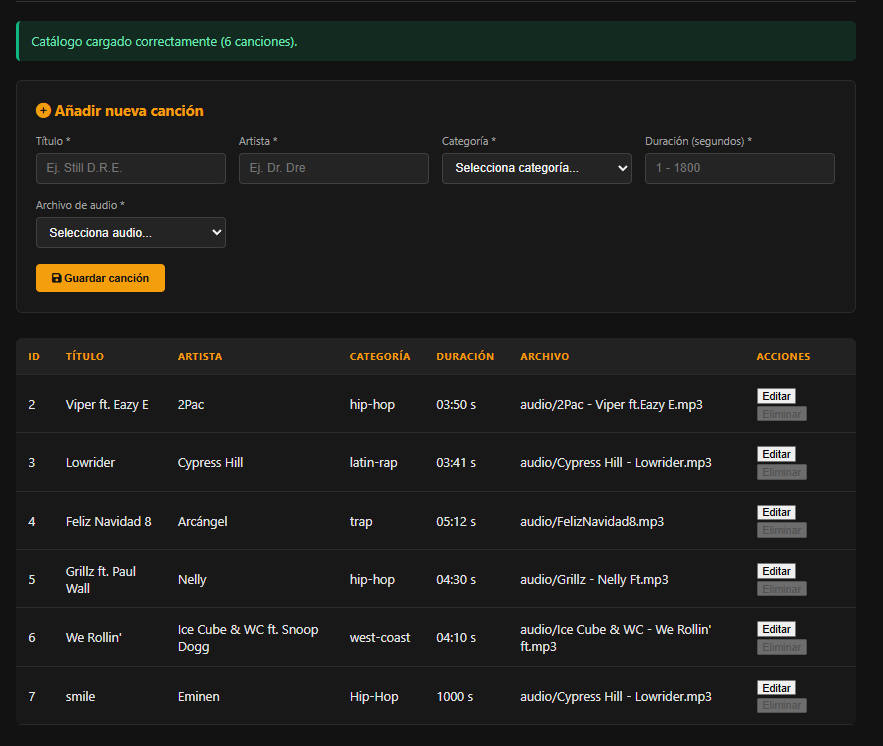 Catálogo cargado correctamente (6 canciones).
Añadir nueva canción
Título * Artista * Categoría * Duración (segundos) *
Ej. Still D.R.E. Ej. Dr. Dre Selecciona categoría... 1 - 1800
Archivo de audio *
Selecciona audio...
Guardar canción
ID TÍTULO ARTISTA CATEGORÍA DURACIÓN ARCHIVO ACCIONES
2 Viper ft. Eazy E 2Pac hip-hop 03:50 s audio/2Pac - Viper ft.Eazy E.mp3 Editar
Eliminar
3 Lowrider Cypress Hill latin-rap 03:41 s audio/Cypress Hill - Lowrider.mp3 Editar
Eliminar
4 Feliz Navidad 8 Arcángel trap 05:12 s audio/FelizNavidad8.mp3 Editar
Eliminar
5 Grillz ft. Paul Wall Nelly hip-hop 04:30 s audio/Grillz - Nelly Ft.mp3 Editar
Eliminar
6 We Rollin' Ice Cube & WC ft. Snoop Dogg west-coast 04:10 s audio/Ice Cube & WC - We Rollin' ft.mp3 Editar
Eliminar
7 smile Eminen Hip-Hop 1000 s audio/Cypress Hill - Lowrider.mp3 Editar
Eliminar